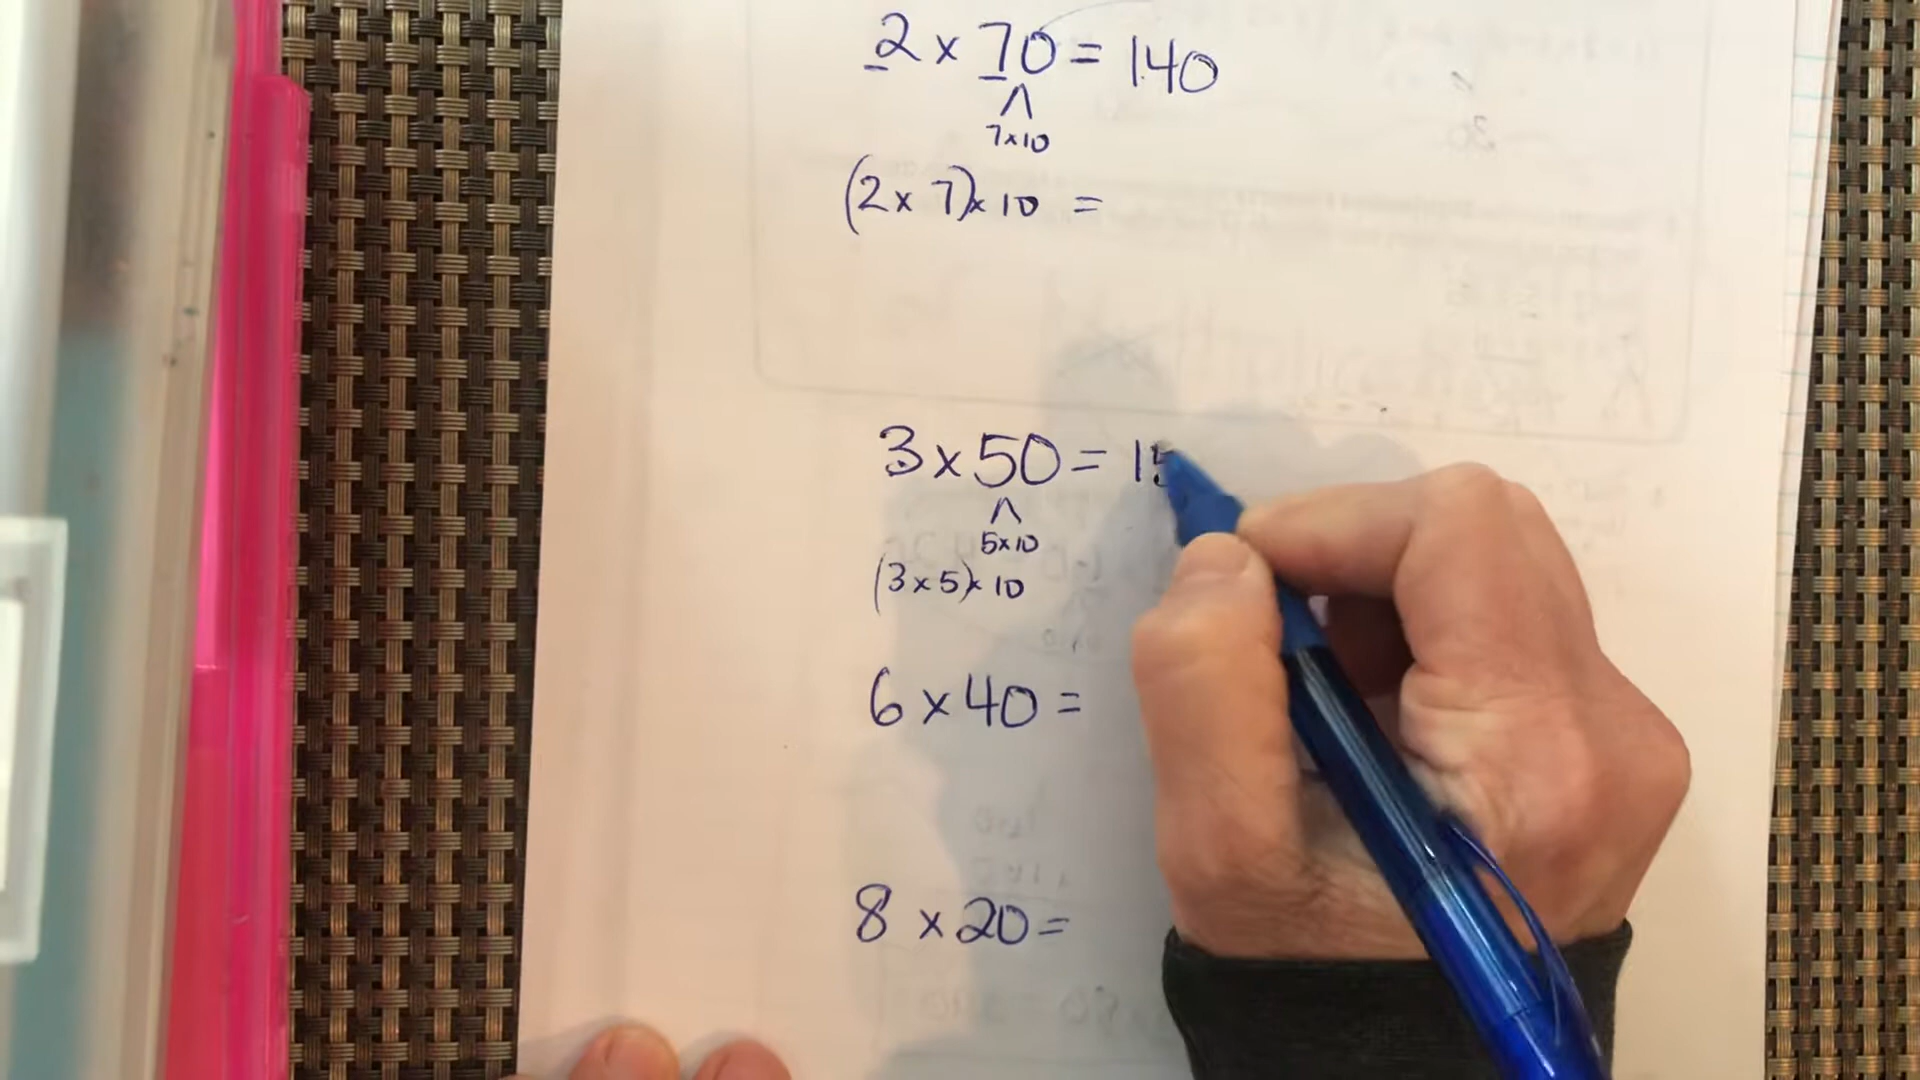 2 x 70 = 140
7x10
(2 x 7)x 10 =
3 x 50 = 15
5x10
(3 x 5)x 10
6 x 40 =
8 x 20 =